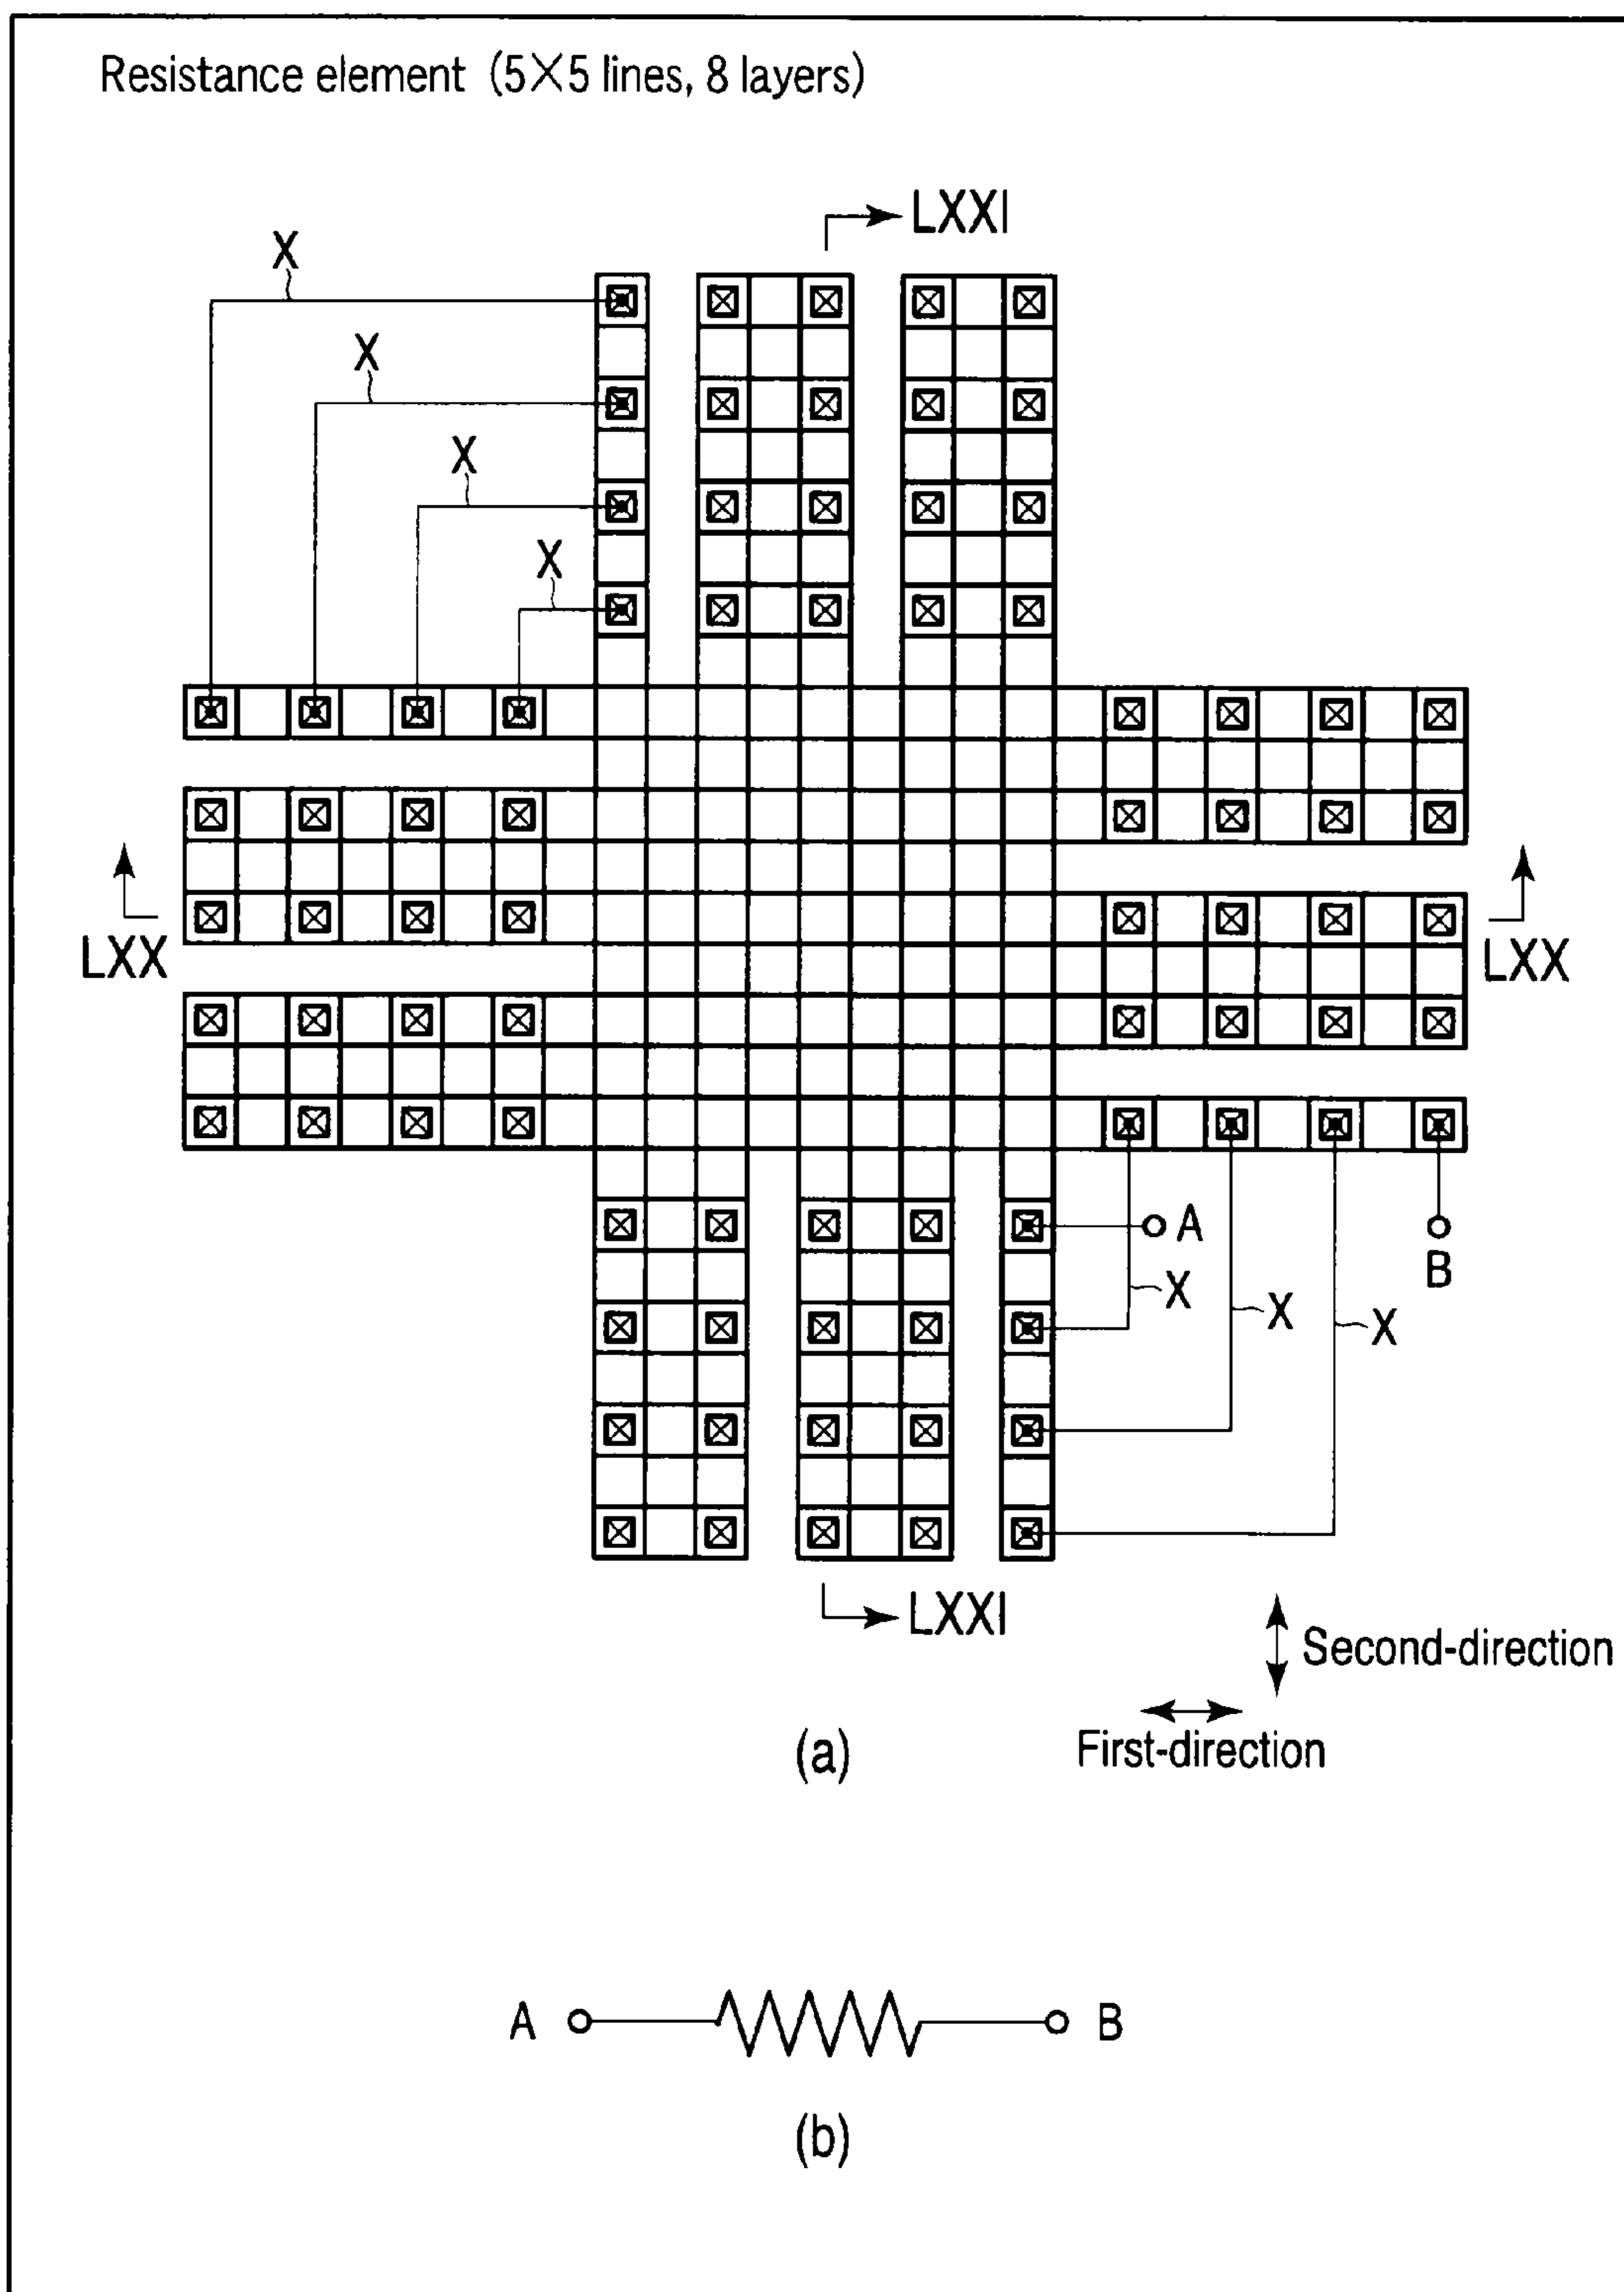 Resistance element (5×5 lines, 8 layers)
LXXI
X
X
X
X
LXX
LXX
A
B
X
X
X
LXXI
Second-direction
First-direction
(a)
A
B
(b)